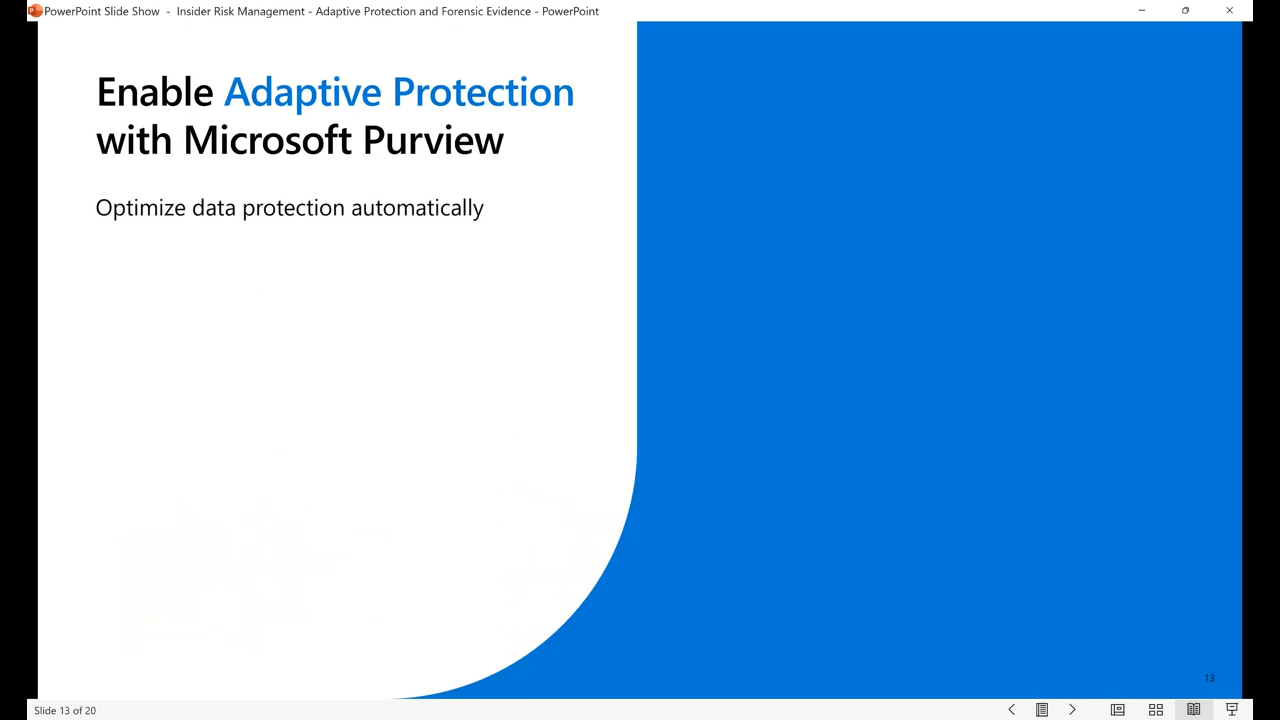 PowerPoint Slide Show - Insider Risk Management - Adaptive Protection and Forensic Evidence - PowerPoint
Enable Adaptive Protection
with Microsoft Purview
Optimize data protection automatically
13
Slide 13 of 20